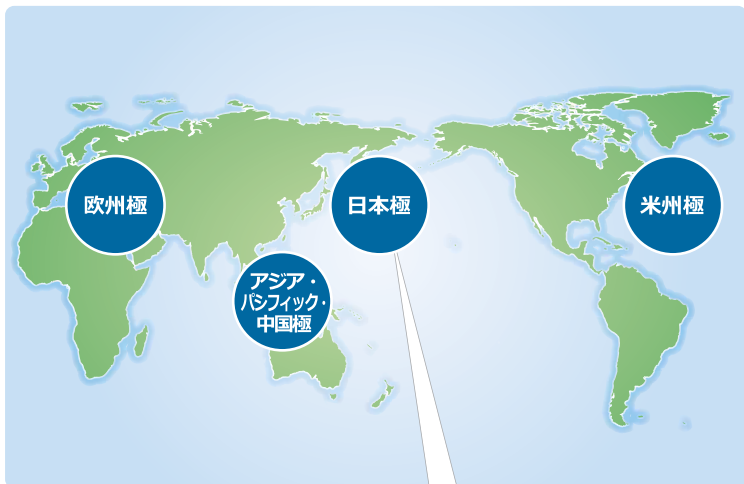 欧州極
日本極
米州極
アジア・
パシフィック・
中国極